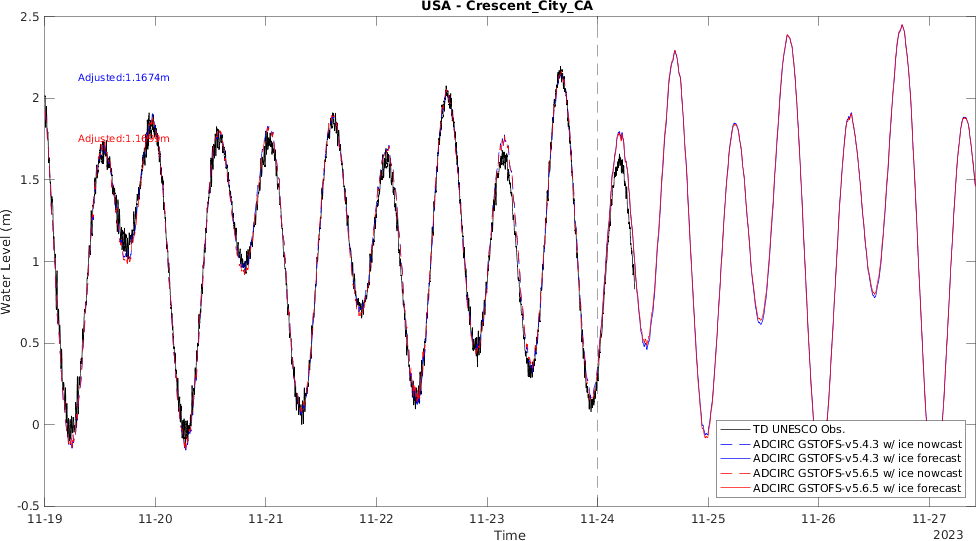 USA - Crescent_City_CA
2.5
Adjusted:1.1674m
2
1.5
1
0.5
0
-0.5
Water Level (m)
11-19 11-20 11-21 11-22 11-23 11-24 11-25 11-26 11-27
Time
2023
TD UNESCO Obs.
ADCIRC GSTOFS-v5.4.3 w/ ice nowcast
ADCIRC GSTOFS-v5.4.3 w/ ice forecast
ADCIRC GSTOFS-v5.6.5 w/ ice nowcast
ADCIRC GSTOFS-v5.6.5 w/ ice forecast